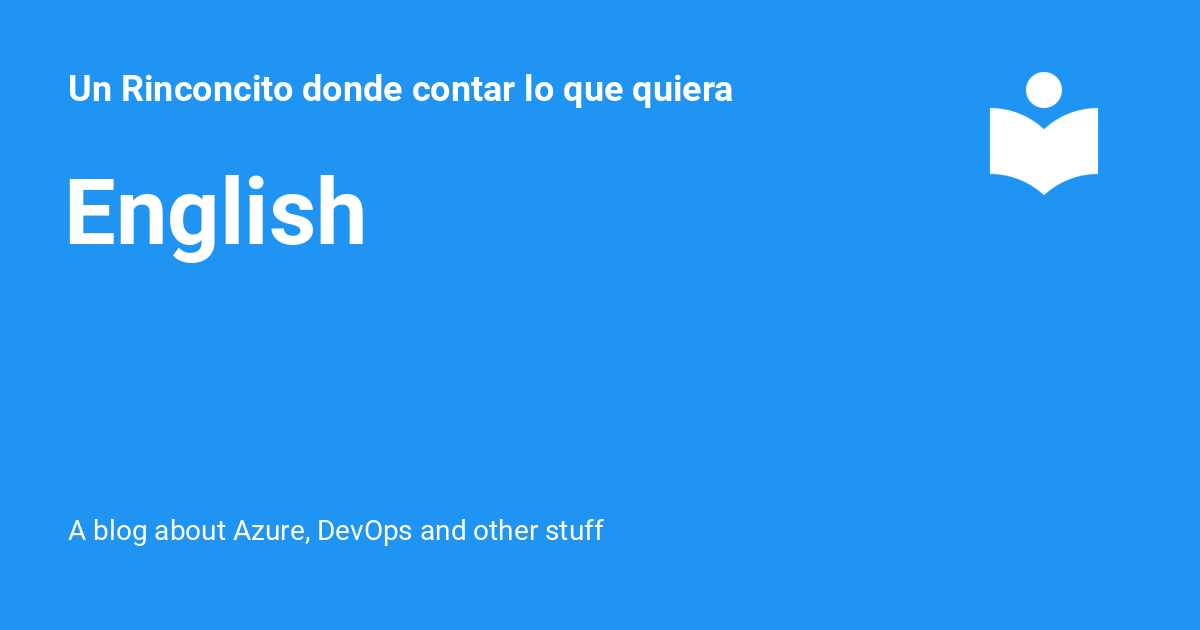 Un Rinconcito donde contar lo que quiera
English
A blog about Azure, DevOps and other stuff